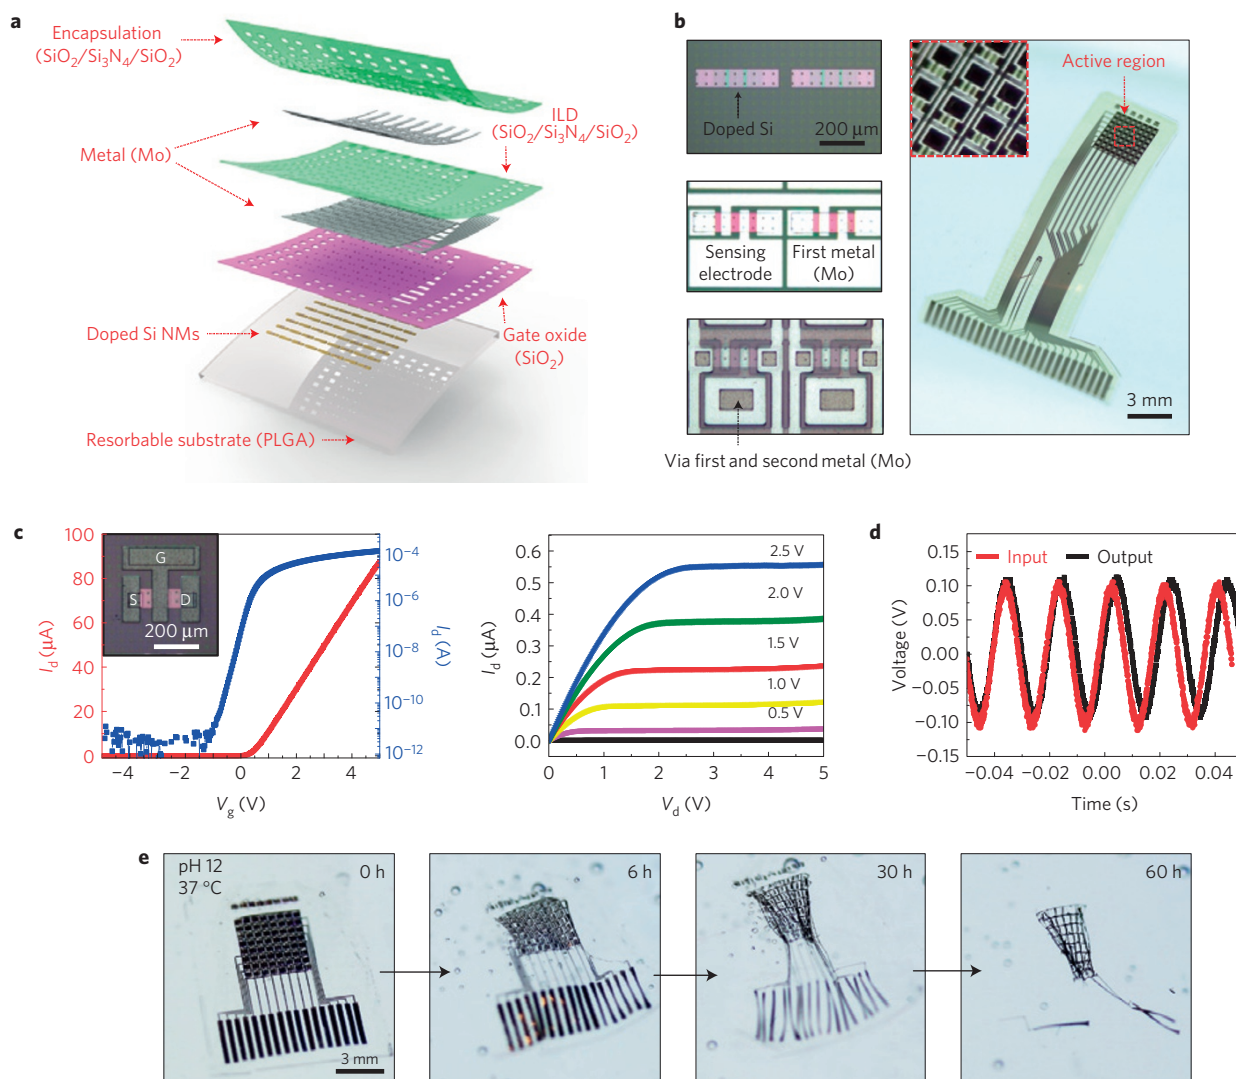 a
Encapsulation
(SiO₂/Si₃N₄/SiO₂)
ILD
(SiO₂/Si₃N₄/SiO₂)
Metal (Mo)
Doped Si NMs
Gate oxide
(SiO₂)
Resorbable substrate (PLGA)
b
Doped Si
200 μm
Sensing
electrode
First metal
(Mo)
Via first and second metal (Mo)
Active region
3 mm
c
100
80
60
40
20
0
I_d (μA)
G
S
D
200 μm
10⁻⁴
10⁻⁶
10⁻⁸
10⁻¹⁰
10⁻¹²
I_d (A)
−4
−2
0
2
4
V_g (V)
0.6
0.5
0.4
0.3
0.2
0.1
0.0
I_d (μA)
2.5 V
2.0 V
1.5 V
1.0 V
0.5 V
0
1
2
3
4
5
V_d (V)
d
0.15
0.10
0.05
0.00
−0.05
−0.10
−0.15
Voltage (V)
Input
Output
−0.04
−0.02
0.00
0.02
0.04
Time (s)
e
pH 12
37 °C
0 h
3 mm
6 h
30 h
60 h